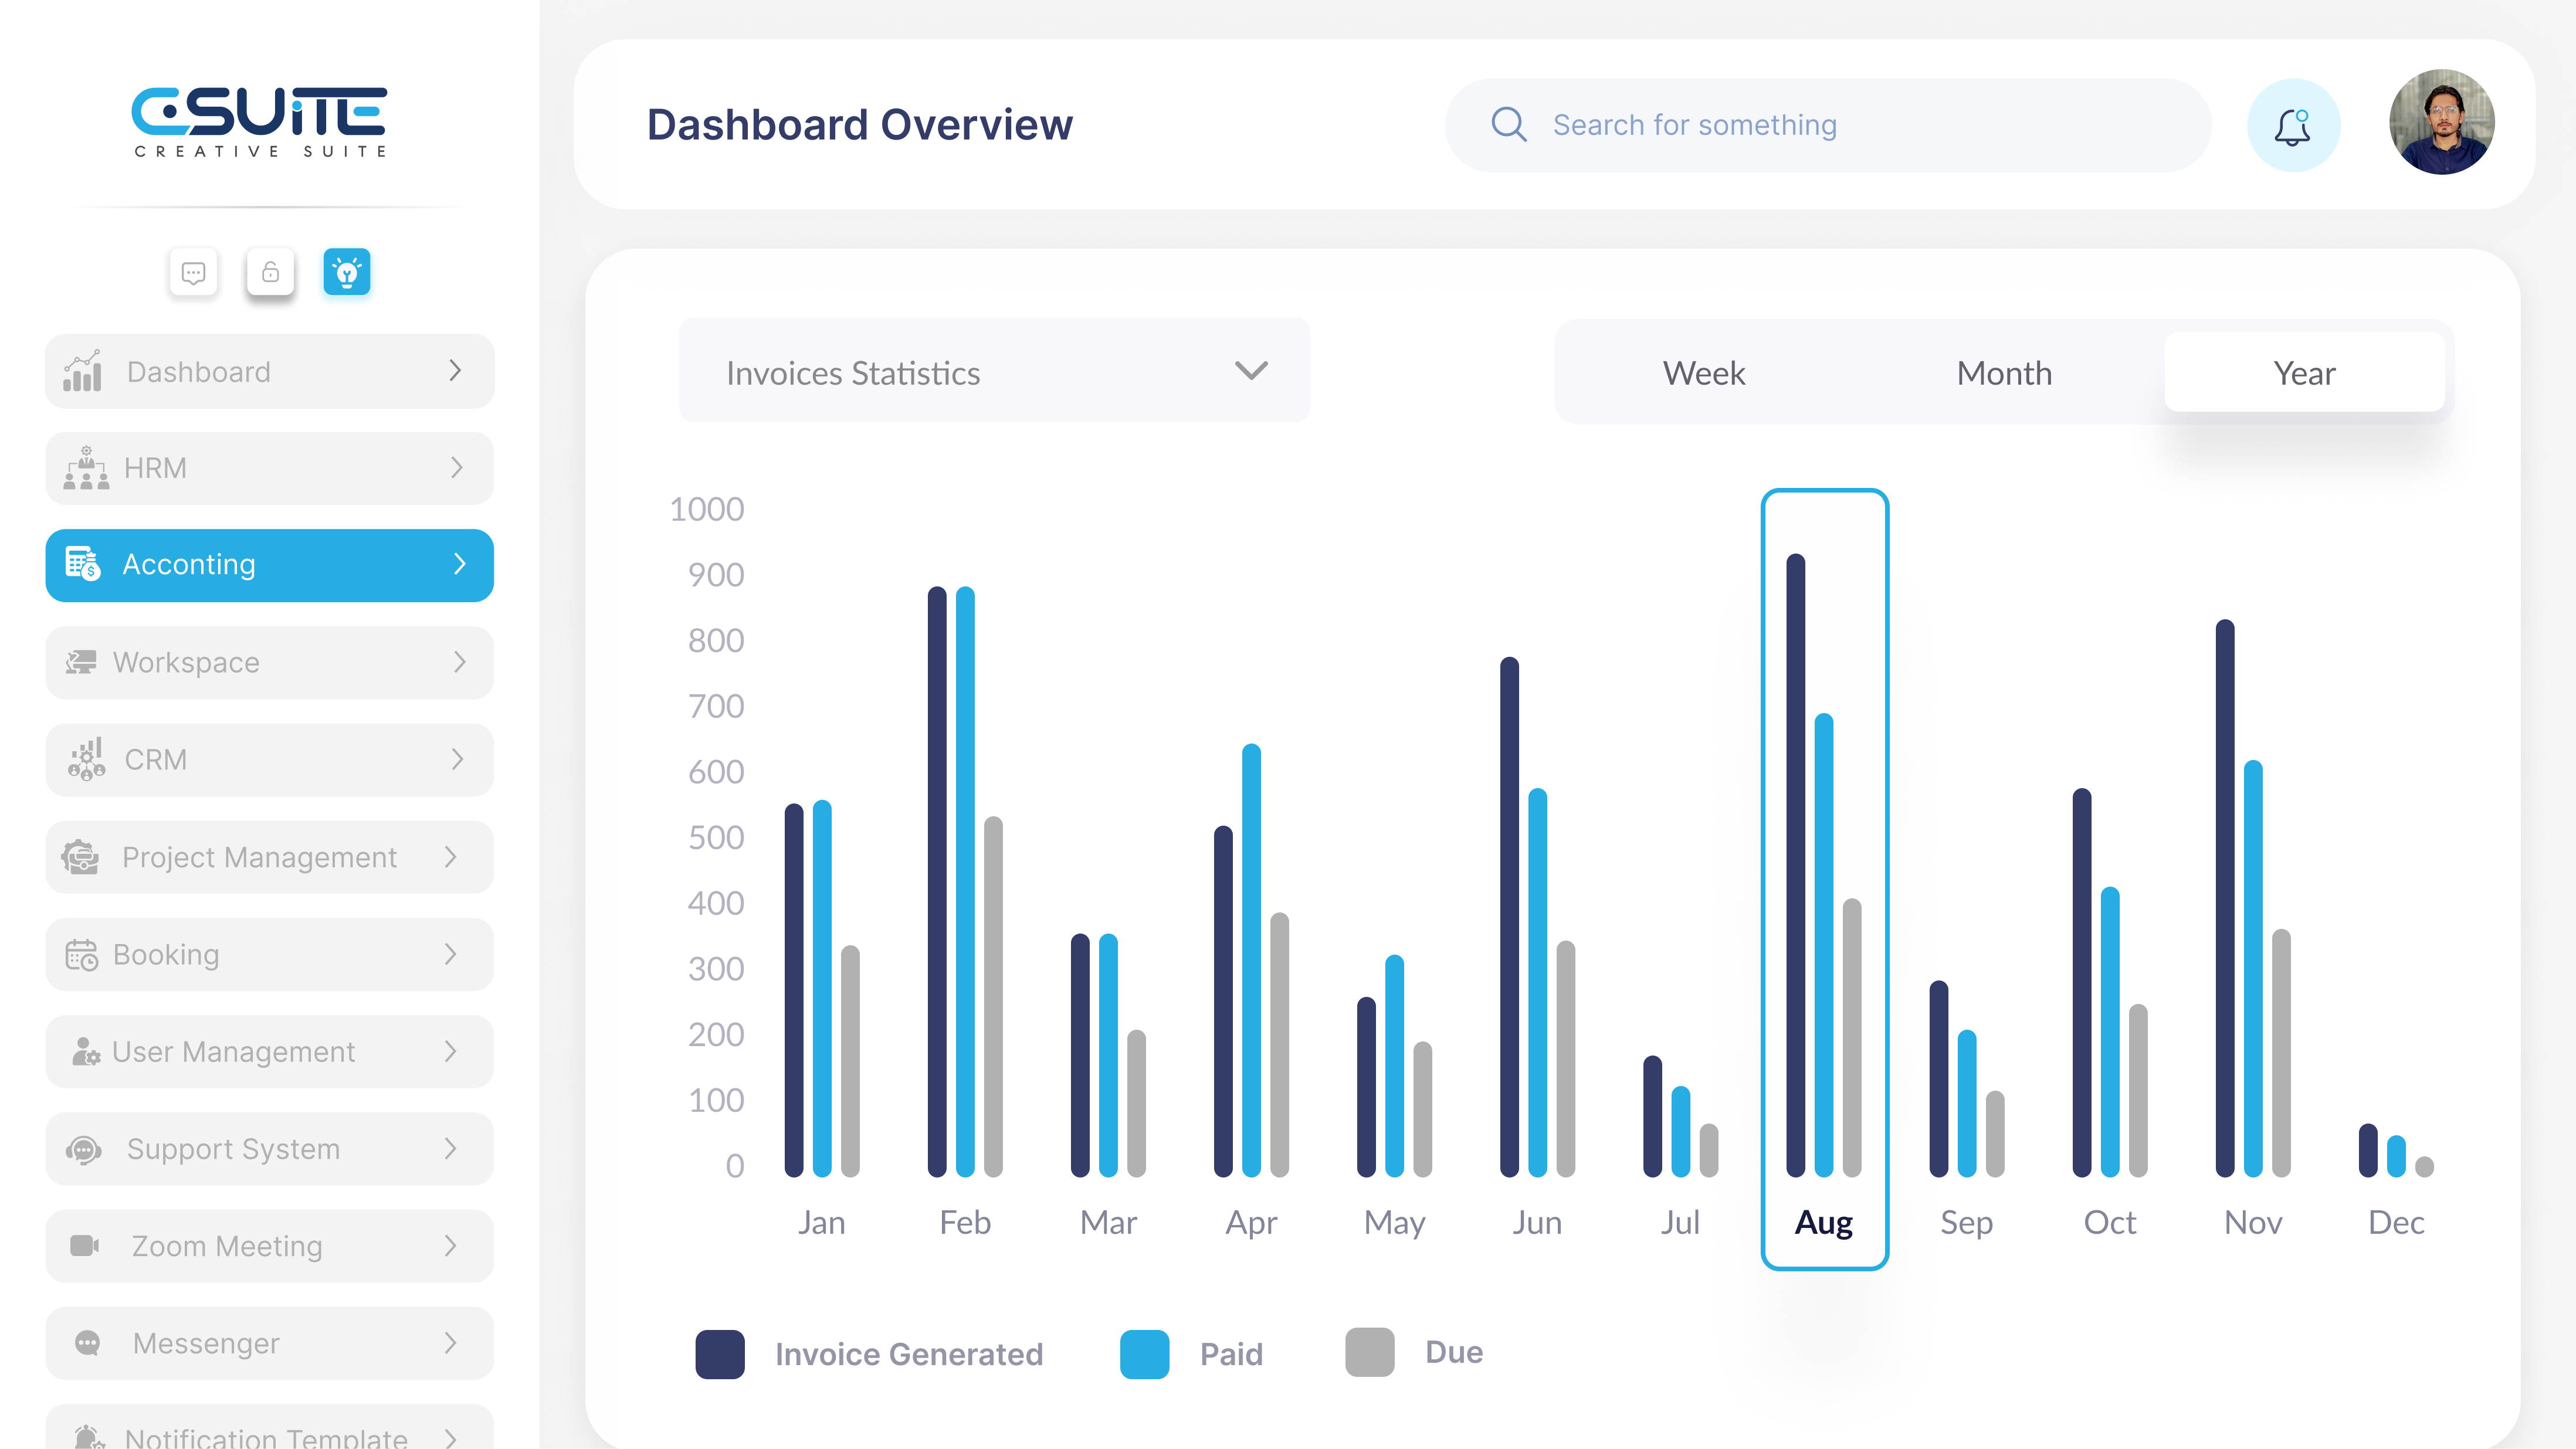 CSUiTE
CREATIVE SUITE
Dashboard
HRM
Acconting
Workspace
CRM
Project Management
Booking
User Management
Support System
Zoom Meeting
Messenger
Notification Template
Dashboard Overview
Search for something
Invoices Statistics
Week Month Year
1000
900
800
700
600
500
400
300
200
100
0
Jan Feb Mar Apr May Jun Jul Aug Sep Oct Nov Dec
Invoice Generated Paid Due